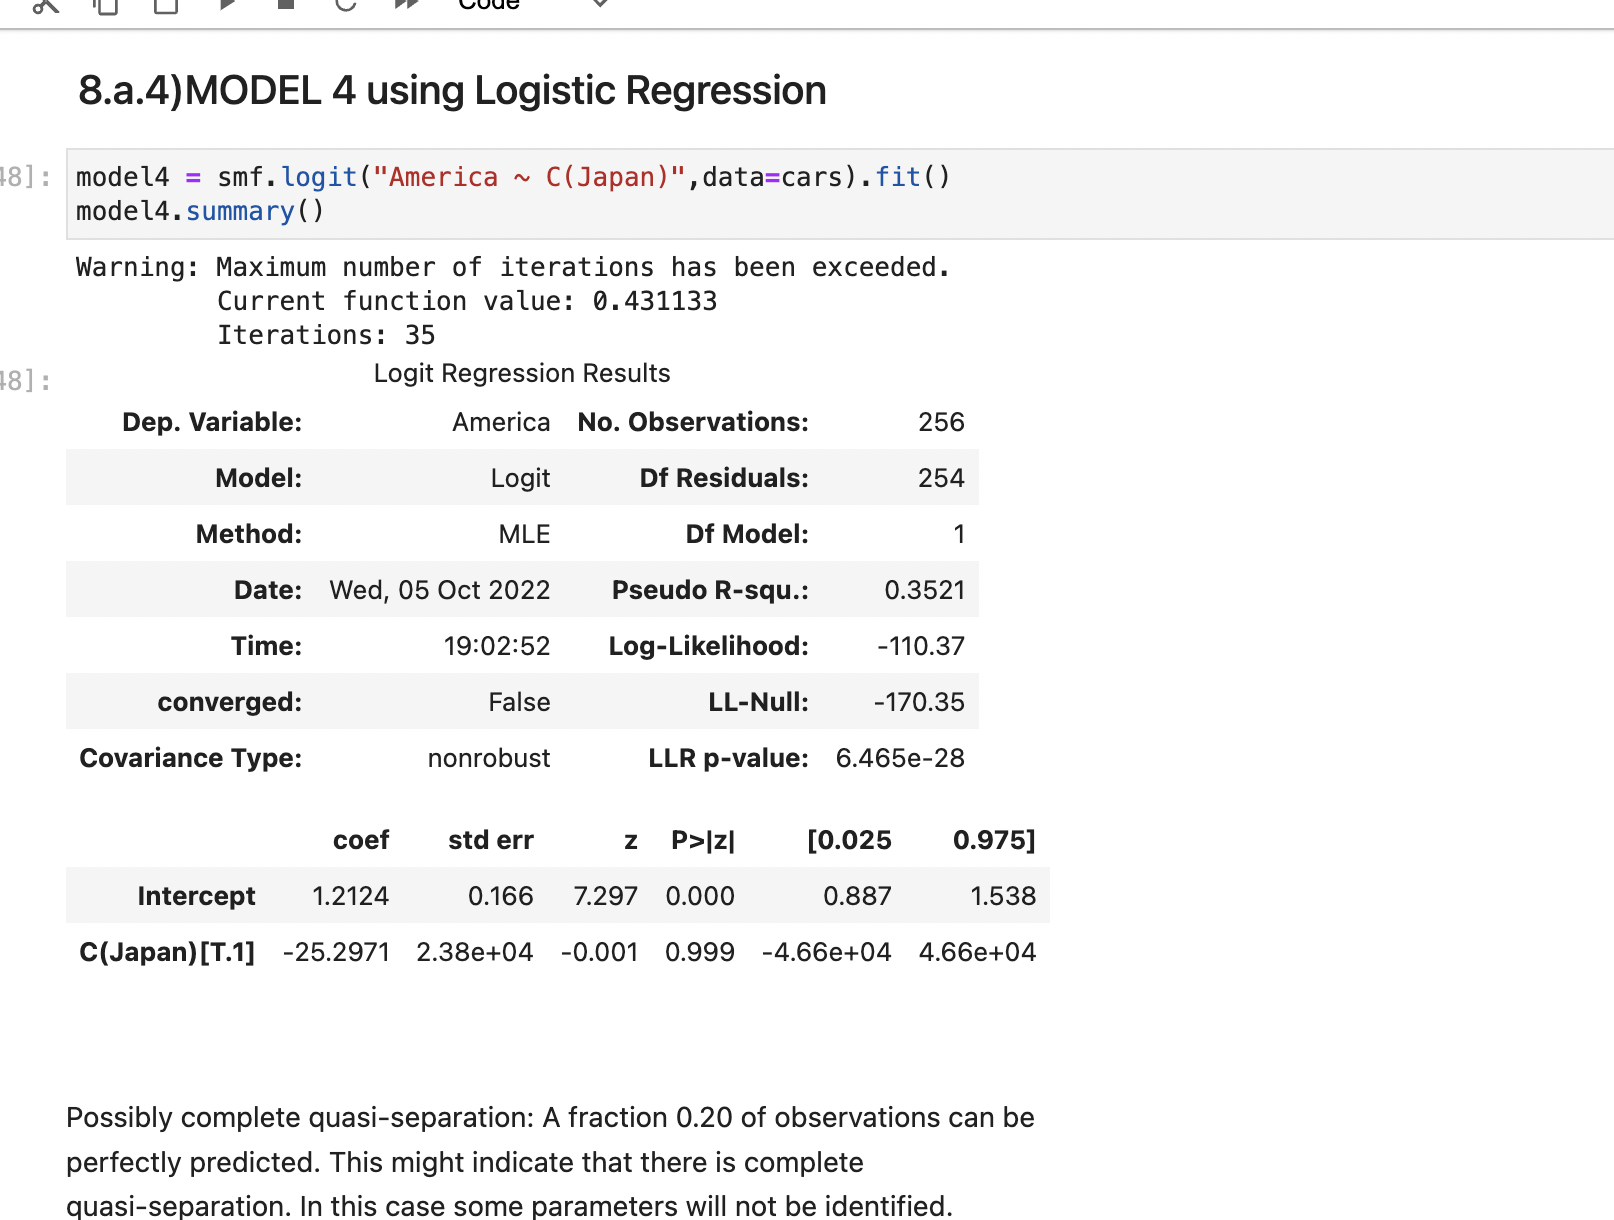 Code
8.a.4)MODEL 4 using Logistic Regression
48]: model4 = smf.logit("America ~ C(Japan)",data=cars).fit()
model4.summary()
Warning: Maximum number of iterations has been exceeded.
Current function value: 0.431133
Iterations: 35
48]:
Logit Regression Results
Dep. Variable: America No. Observations: 256
Model: Logit Df Residuals: 254
Method: MLE Df Model: 1
Date: Wed, 05 Oct 2022 Pseudo R-squ.: 0.3521
Time: 19:02:52 Log-Likelihood: -110.37
converged: False LL-Null: -170.35
Covariance Type: nonrobust LLR p-value: 6.465e-28
coef std err z P>|z| [0.025 0.975]
Intercept 1.2124 0.166 7.297 0.000 0.887 1.538
C(Japan)[T.1] -25.2971 2.38e+04 -0.001 0.999 -4.66e+04 4.66e+04
Possibly complete quasi-separation: A fraction 0.20 of observations can be
perfectly predicted. This might indicate that there is complete
quasi-separation. In this case some parameters will not be identified.